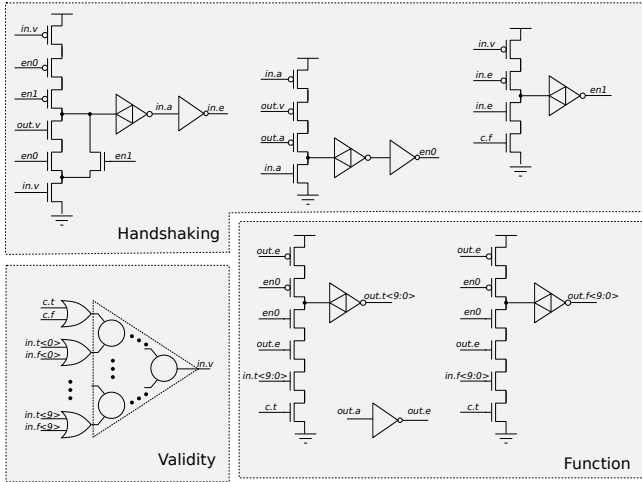 in.v
en0
en1
out.v
en0
in.v
en1
in.a
in.e
in.a
out.v
out.a
in.a
en0
in.v
in.e
in.e
c.f
en1
Handshaking
c.t
c.f
in.t<0>
in.f<0>
in.t<9>
in.f<9>
in.v
Validity
out.e
en0
en0
out.e
in.t<9:0>
c.t
out.t<9:0>
out.a
out.e
out.e
en0
en0
out.e
in.f<9:0>
c.t
out.f<9:0>
Function